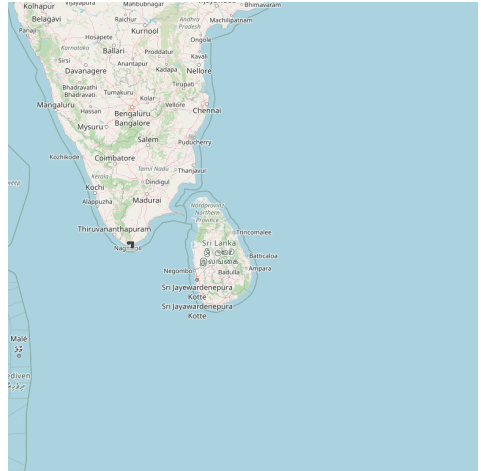 Kolhapur
Belagavi
Panaji
Raichur
Kurnool
Andhra
Pradesh
Bhimavaram
Machilipatnam
Karnataka
Hosapete
Ballari
Proddatur
Ongole
Sirsi
Davanagere
Anantapur
Kadapa
Kavali
Nellore
Bhadravathi
Bhadravati
Tumakuru
Kolar
Tirupati
Mangaluru
Hassan
Bengaluru
Bangalore
Vellore
Chennai
Mysuru
Salem
Puducherry
Kozhikode
Coimbatore
Tamil Nadu
Thanjavur
Kerala
Dindigul
Kochi
Alappuzha
Madurai
Nordprovinz
Northern
Province
Thiruvananthapuram
Trincomalee
Sri Lanka
ශ්‍රී ලංකාව
இலங்கை
Batticaloa
Negombo
Badulla
Ampara
Sri Jayewardenepura
Kotte
Sri Jayawardenepura
Kotte
Malé